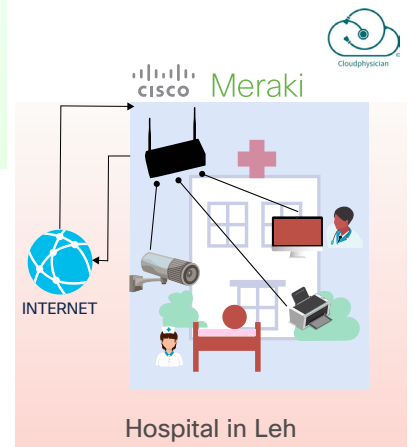 Cloudphysician
CISCO Meraki
INTERNET
Hospital in Leh